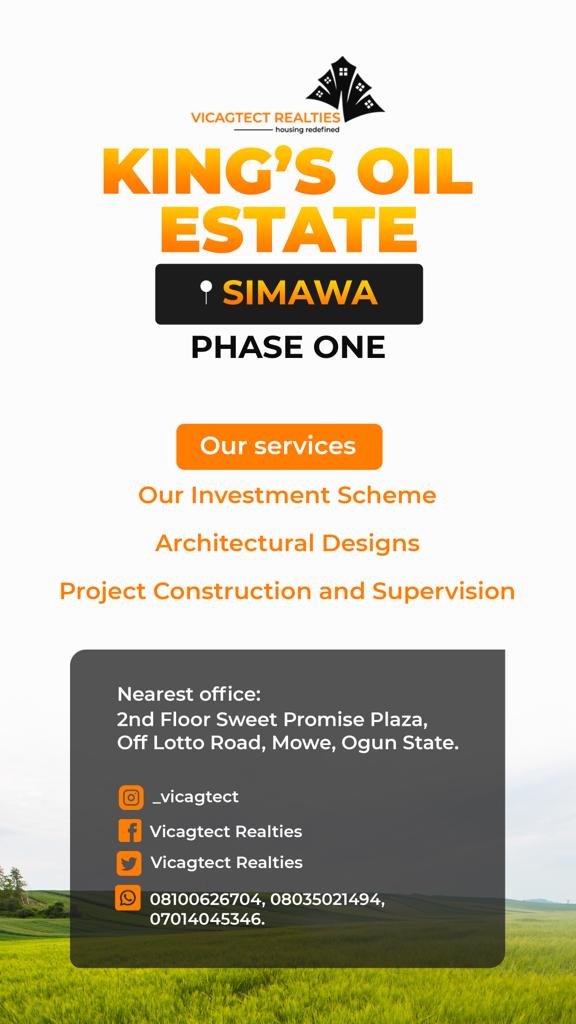 VICAGTECT REALTIES
housing redefined
KING'S OIL
ESTATE
SIMAWA
PHASE ONE
Our services
Our Investment Scheme
Architectural Designs
Project Construction and Supervision
Nearest office:
2nd Floor Sweet Promise Plaza,
Off Lotto Road, Mowe, Ogun State.
_vicagtect
Vicagtect Realties
Vicagtect Realties
08100626704, 08035021494,
07014045346.